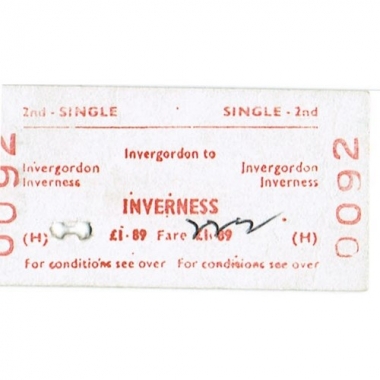 2nd - SINGLE SINGLE - 2nd
Invergordon to
Invergordon Invergordon
Inverness Inverness
INVERNESS
(H) £1·89 Fare £1·89 (H)
For conditions see over For conditions see over
0092 0092